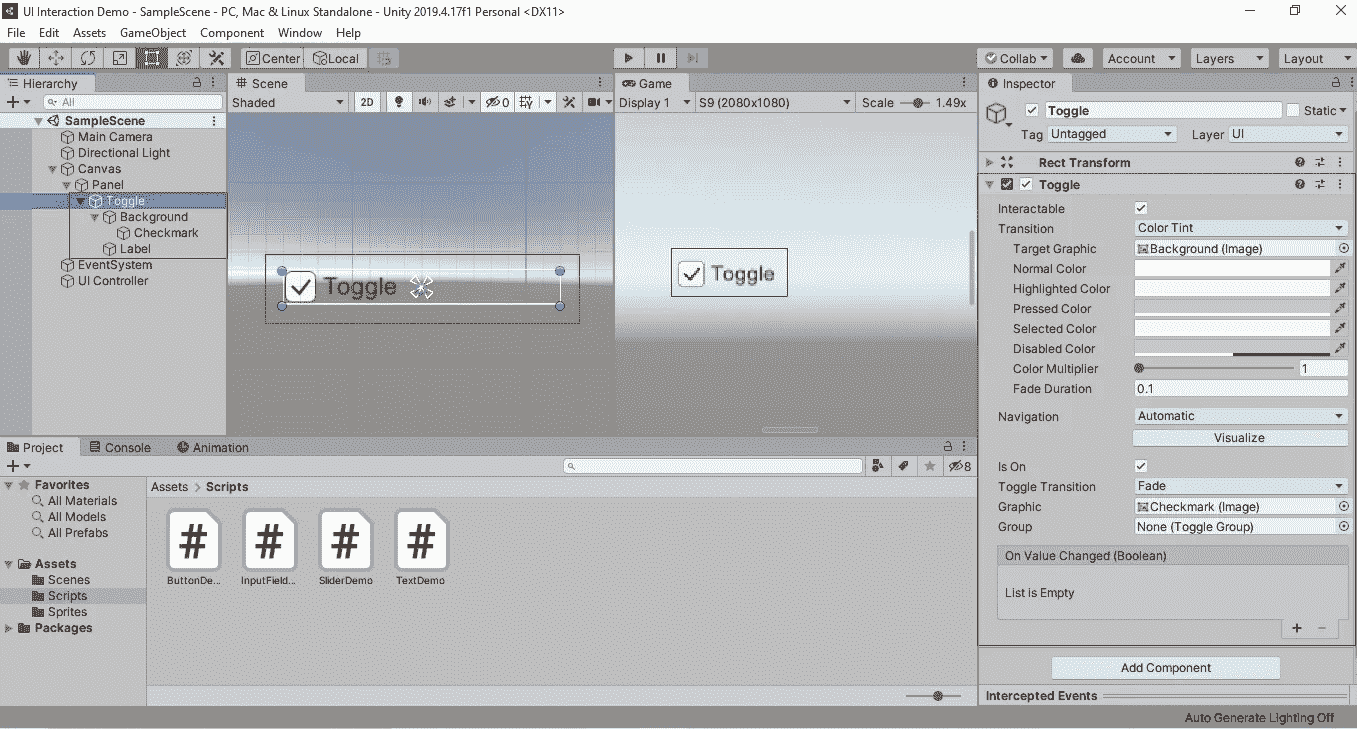 UI Interaction Demo - SampleScene - PC, Mac & Linux Standalone - Unity 2019.4.17f1 Personal <DX11>
File Edit Assets GameObject Component Window Help
Center Local Collab Account Layers Layout
Hierarchy
All
SampleScene
Main Camera
Directional Light
Canvas
Panel
Toggle
Background
Checkmark
Label
EventSystem
UI Controller
Scene
Shaded 2D 0
Toggle
Game
Display 1 S9 (2080x1080) Scale 1.49x
Toggle
Inspector
Toggle Static
Tag Untagged Layer UI
Rect Transform
Toggle
Interactable
Transition Color Tint
Target Graphic Background (Image)
Normal Color
Highlighted Color
Pressed Color
Selected Color
Disabled Color
Color Multiplier 1
Fade Duration 0.1
Navigation Automatic
Visualize
Is On
Toggle Transition Fade
Graphic Checkmark (Image)
Group None (Toggle Group)
On Value Changed (Boolean)
List is Empty
Add Component
Intercepted Events
Project Console Animation
8
Favorites
All Materials
All Models
All Prefabs
Assets
Scenes
Scripts
Sprites
Packages
Assets > Scripts
# # # #
ButtonDe... InputField... SliderDemo TextDemo
Auto Generate Lighting Off